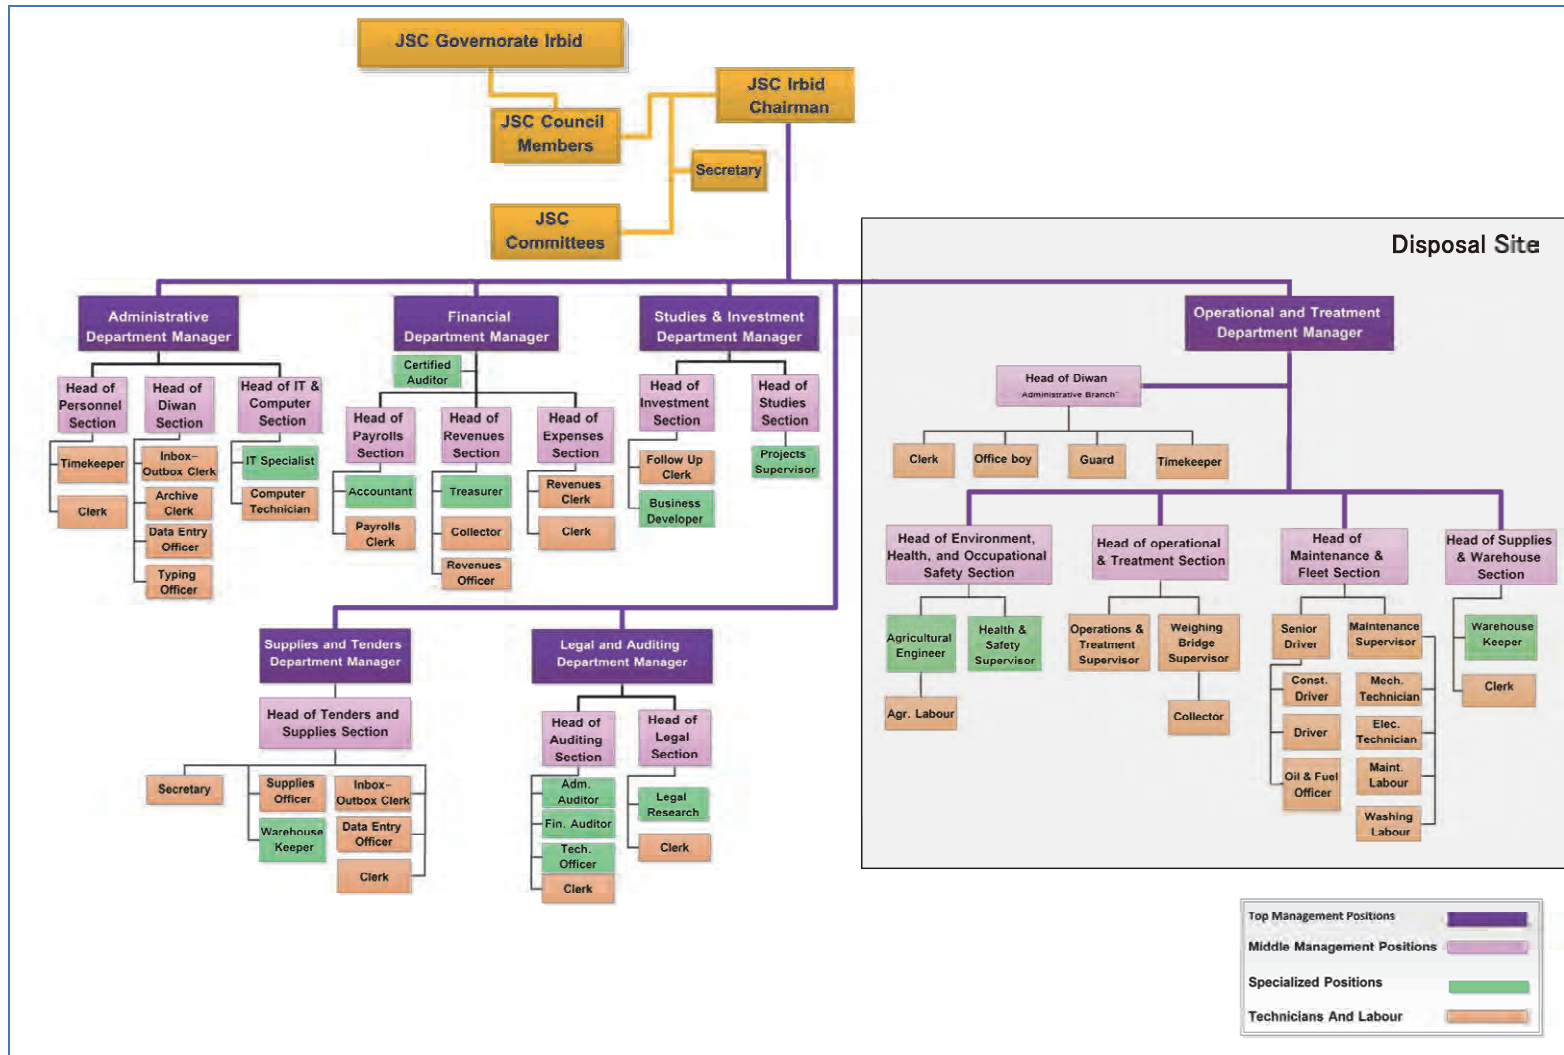 JSC Governorate Irbid
JSC Irbid
Chairman
JSC Council
Members
Secretary
JSC
Committees
Disposal Site
Administrative
Department Manager
Financial
Department Manager
Studies & Investment
Department Manager
Operational and Treatment
Department Manager
Certified
Auditor
Head of
Personnel
Section
Head of
Diwan
Section
Head of IT &
Computer
Section
Head of
Payrolls
Section
Head of
Revenues
Section
Head of
Expenses
Section
Head of
Investment
Section
Head of
Studies
Section
Head of Diwan
Administrative Branch"
Timekeeper
Clerk
Inbox–
Outbox Clerk
Archive
Clerk
Data Entry
Officer
Typing
Officer
IT Specialist
Computer
Technician
Accountant
Payrolls
Clerk
Treasurer
Collector
Revenues
Officer
Revenues
Clerk
Clerk
Follow Up
Clerk
Business
Developer
Projects
Supervisor
Clerk
Office boy
Guard
Timekeeper
Head of Environment,
Health, and Occupational
Safety Section
Head of operational
& Treatment Section
Head of
Maintenance &
Fleet Section
Head of Supplies
& Warehouse
Section
Agricultural
Engineer
Health &
Safety
Supervisor
Agr. Labour
Operations &
Treatment
Supervisor
Weighing
Bridge
Supervisor
Collector
Senior
Driver
Const.
Driver
Driver
Oil & Fuel
Officer
Maintenance
Supervisor
Mech.
Technician
Elec.
Technician
Maint.
Labour
Washing
Labour
Warehouse
Keeper
Clerk
Supplies and Tenders
Department Manager
Legal and Auditing
Department Manager
Head of Tenders and
Supplies Section
Head of
Auditing
Section
Head of
Legal
Section
Secretary
Supplies
Officer
Warehouse
Keeper
Inbox–
Outbox Clerk
Data Entry
Officer
Clerk
Adm.
Auditor
Fin. Auditor
Tech.
Officer
Clerk
Legal
Research
Clerk
Top Management Positions
Middle Management Positions
Specialized Positions
Technicians And Labour